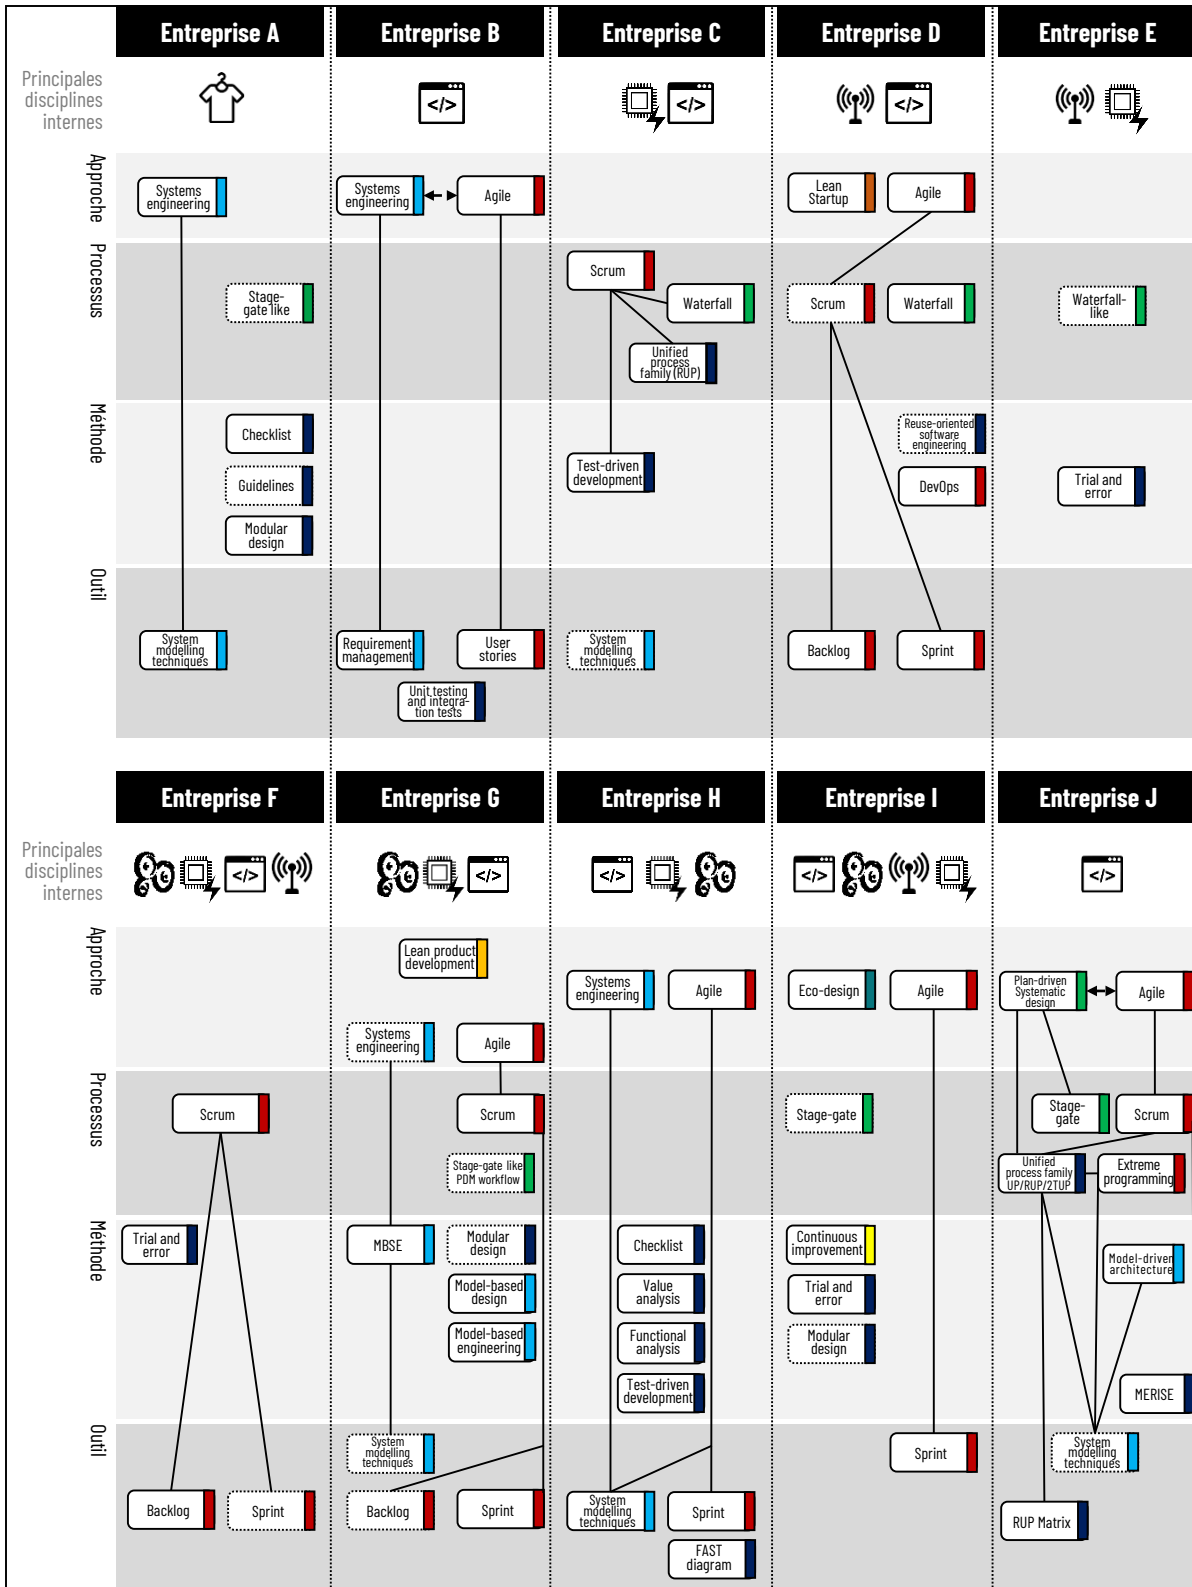 Entreprise A
Entreprise B
Entreprise C
Entreprise D
Entreprise E
Principales
disciplines
internes
</>
</>
</>
Approche
Systems
engineering
Systems
engineering
Agile
Lean
Startup
Agile
Processus
Stage-
gate like
Scrum
Waterfall
Unified
process
family (RUP)
Scrum
Waterfall
Waterfall-
like
Méthode
Checklist
Guidelines
Modular
design
Test-driven
development
Reuse-oriented
software
engineering
DevOps
Trial and
error
Outil
System
modelling
techniques
Requirement
management
User
stories
Unit testing
and integra-
tion tests
System
modelling
techniques
Backlog
Sprint
Entreprise F
Entreprise G
Entreprise H
Entreprise I
Entreprise J
Principales
disciplines
internes
</>
</>
</>
</>
</>
Approche
Lean product
development
Systems
engineering
Agile
Systems
engineering
Agile
Eco-design
Agile
Plan-driven
Systematic
design
Agile
Processus
Scrum
Scrum
Stage-gate like
PDM workflow
Stage-gate
Stage-
gate
Scrum
Unified
process family
UP/RUP/2TUP
Extreme
programming
Méthode
Trial and
error
MBSE
Modular
design
Model-based
design
Model-based
engineering
Checklist
Value
analysis
Functional
analysis
Test-driven
development
Continuous
improvement
Trial and
error
Modular
design
Model-driven
architecture
MERISE
Outil
Backlog
Sprint
System
modelling
techniques
Backlog
Sprint
System
modelling
techniques
Sprint
FAST
diagram
Sprint
System
modelling
techniques
RUP Matrix